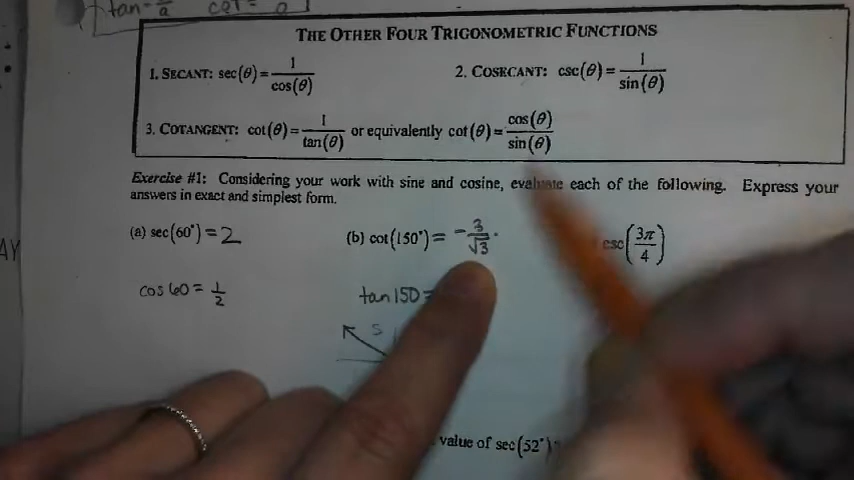 tan= a cot= a
THE OTHER FOUR TRIGONOMETRIC FUNCTIONS
1. SECANT: sec(θ)= 1/cos(θ) 2. COSECANT: csc(θ)= 1/sin(θ)
3. COTANGENT: cot(θ)= 1/tan(θ) or equivalently cot(θ)= cos(θ)/sin(θ)
Exercise #1: Considering your work with sine and cosine, evaluate each of the following. Express your
answers in exact and simplest form.
(a) sec(60°) = 2 (b) cot(150°) = -3/√3 · csc(3π/4)
AY
cos 60 = 1/2 tan 150=
S
value of sec(52°)